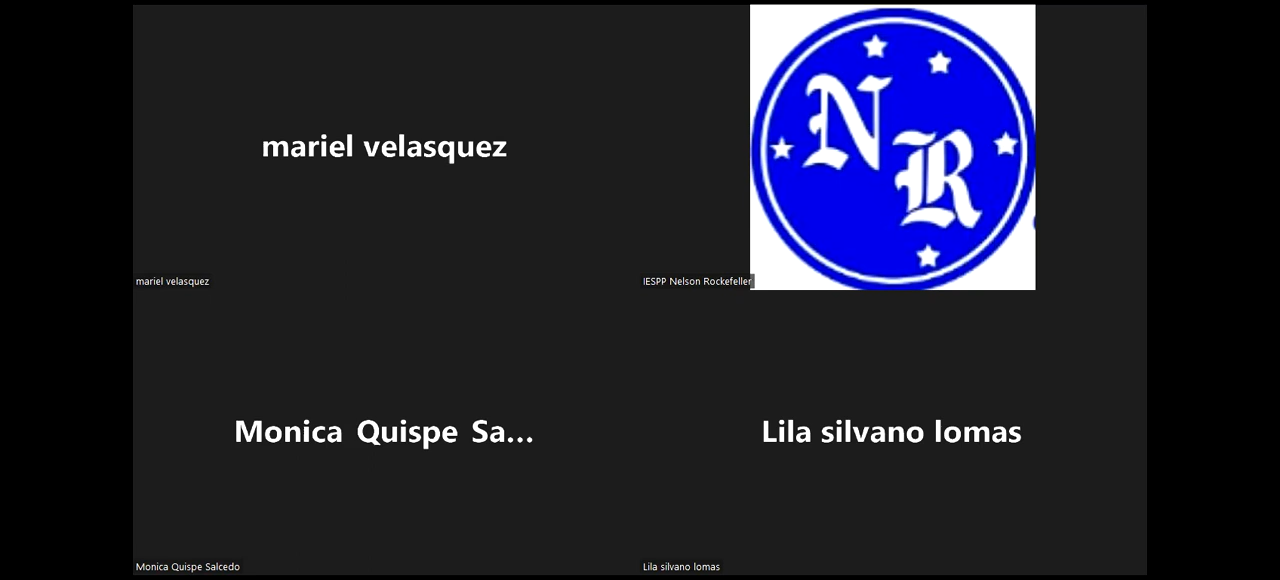 mariel velasquez
mariel velasquez
N
R
IESPP Nelson Rockefeller
Monica Quispe Sa...
Monica Quispe Salcedo
Lila silvano lomas
Lila silvano lomas